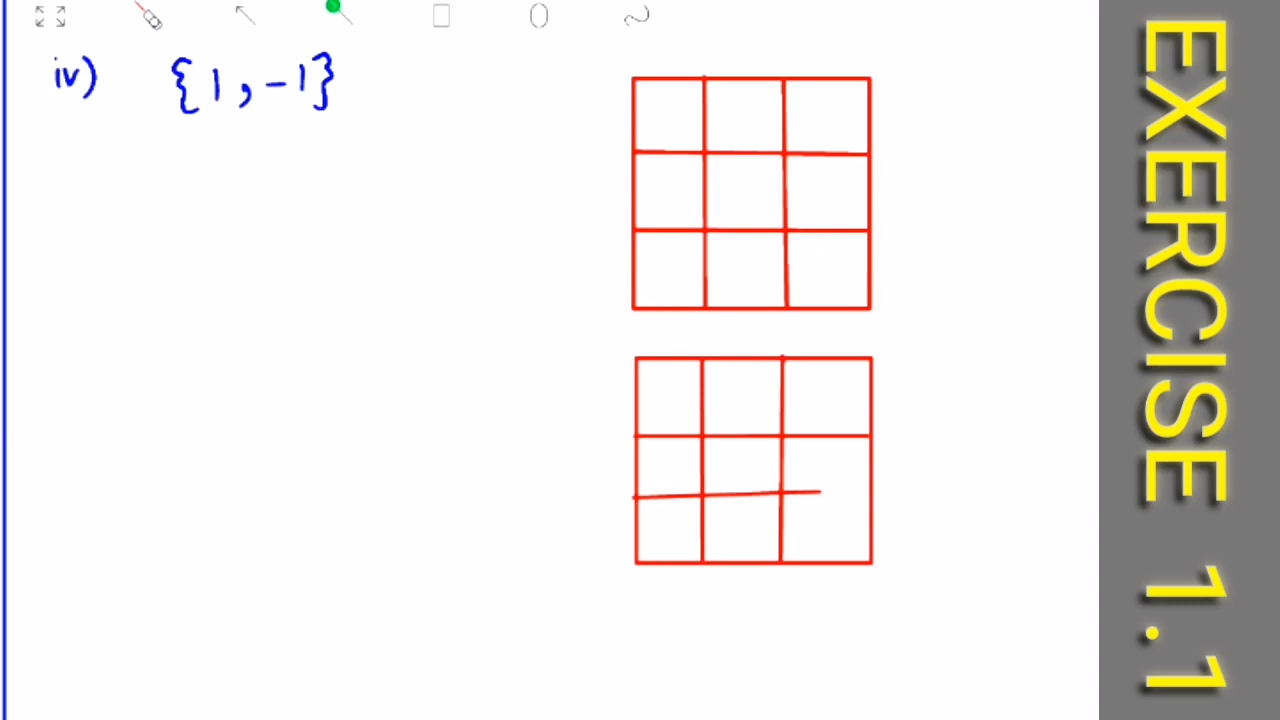 iv) {1, -1}
EXERCISE 1.1